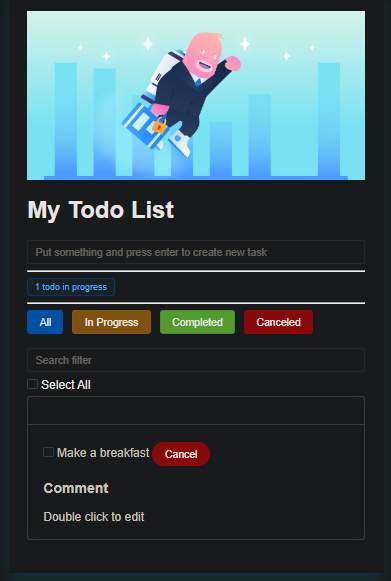 My Todo List
Put something and press enter to create new task
1 todo in progress
All In Progress Completed Canceled
Search filter
Select All
Make a breakfast Cancel
Comment
Double click to edit